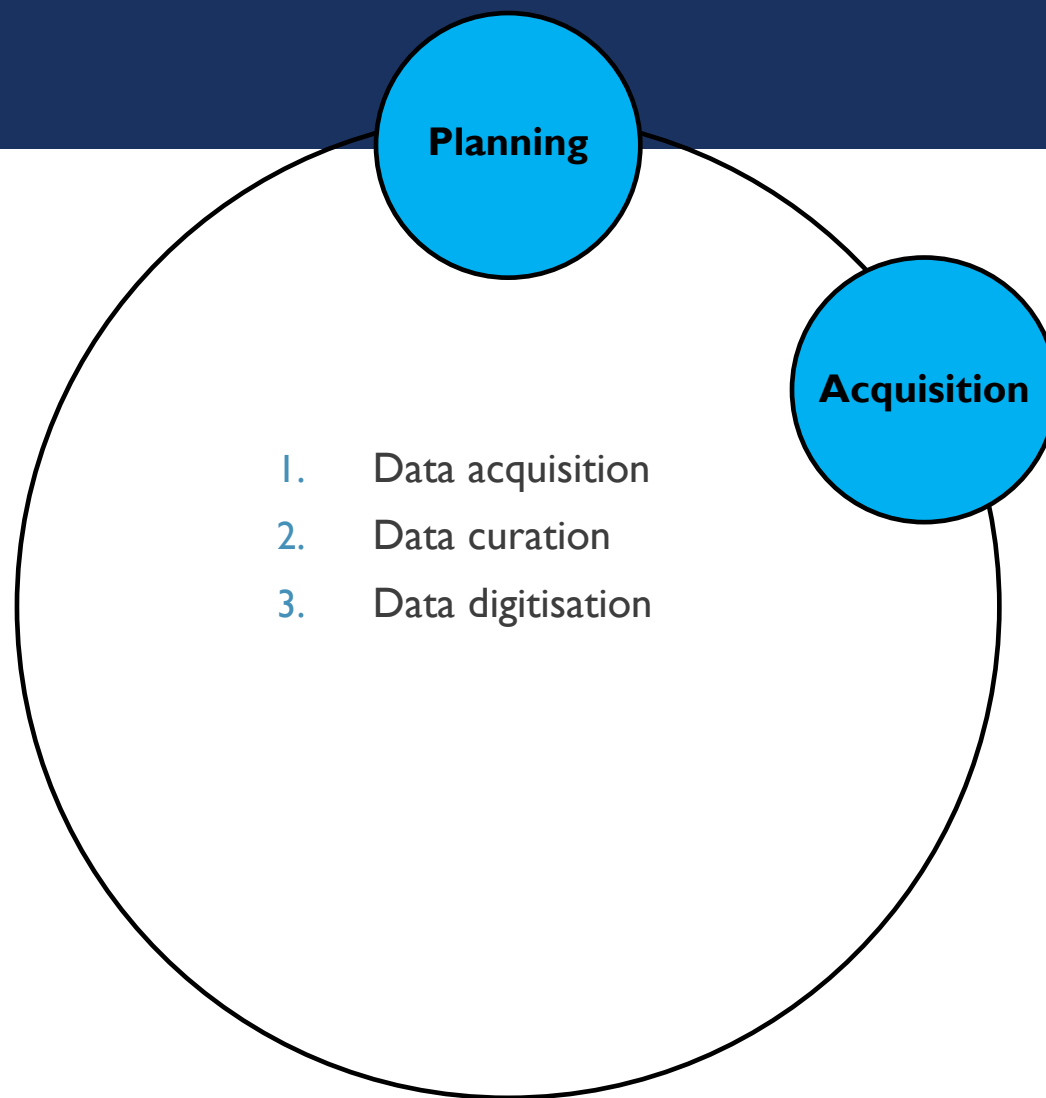 Planning
Acquisition
1. Data acquisition
2. Data curation
3. Data digitisation